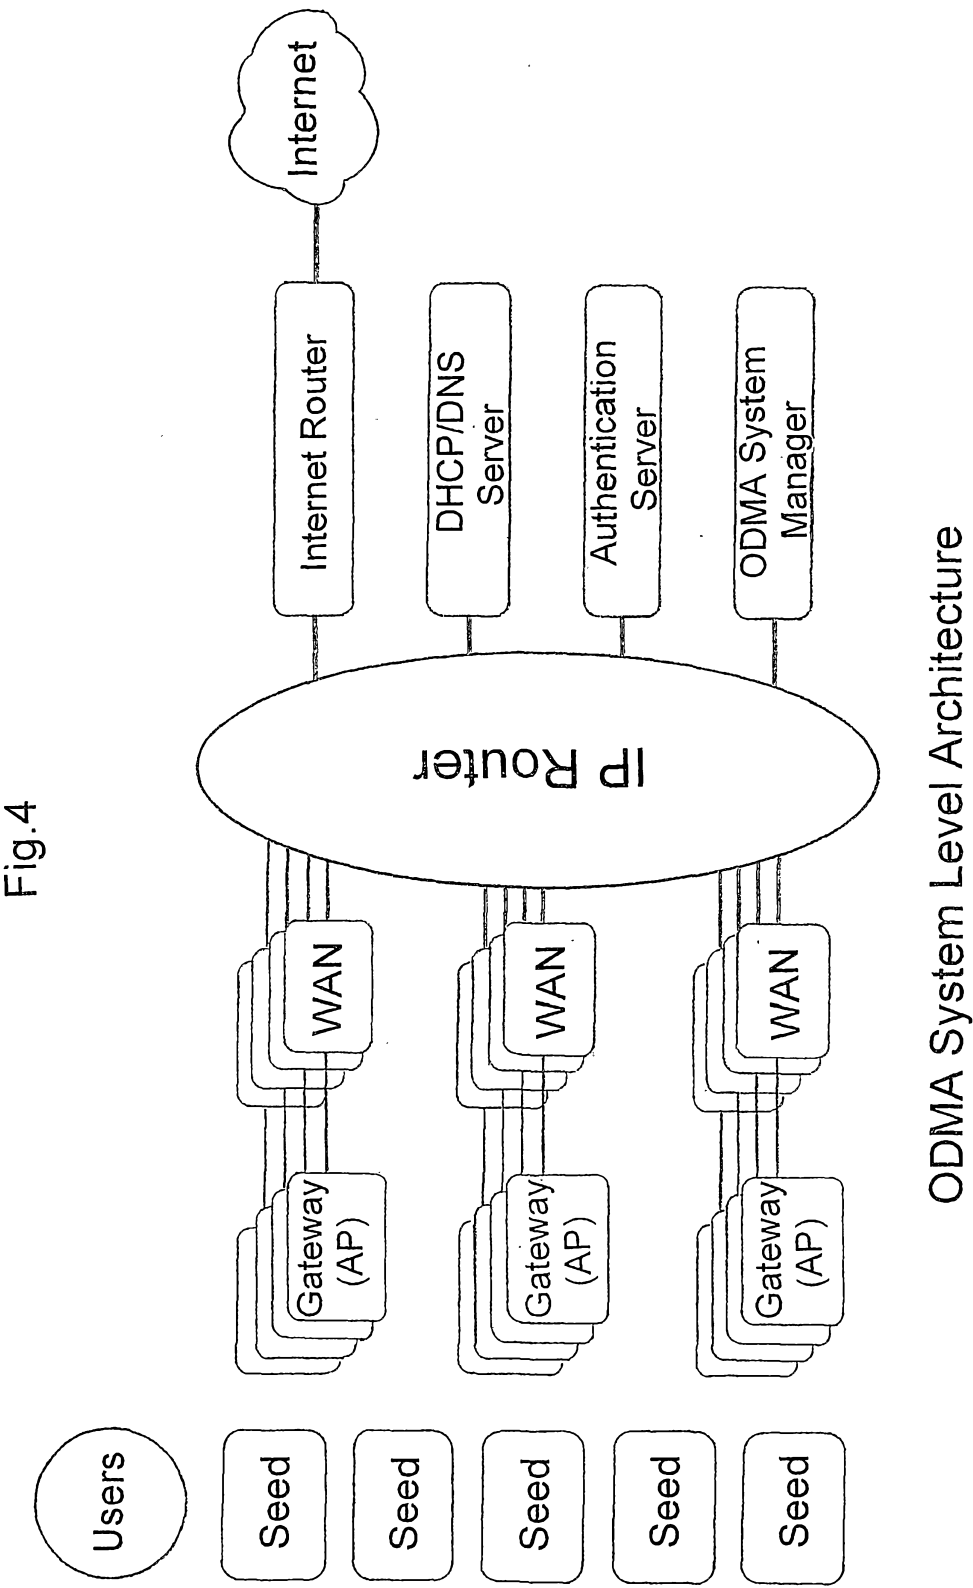 Fig.4
Users
Seed
Seed
Seed
Seed
Seed
Gateway
(AP)
Gateway
(AP)
Gateway
(AP)
WAN
WAN
WAN
IP Router
Internet Router
DHCP/DNS
Server
Authentication
Server
ODMA System
Manager
Internet
ODMA System Level Architecture